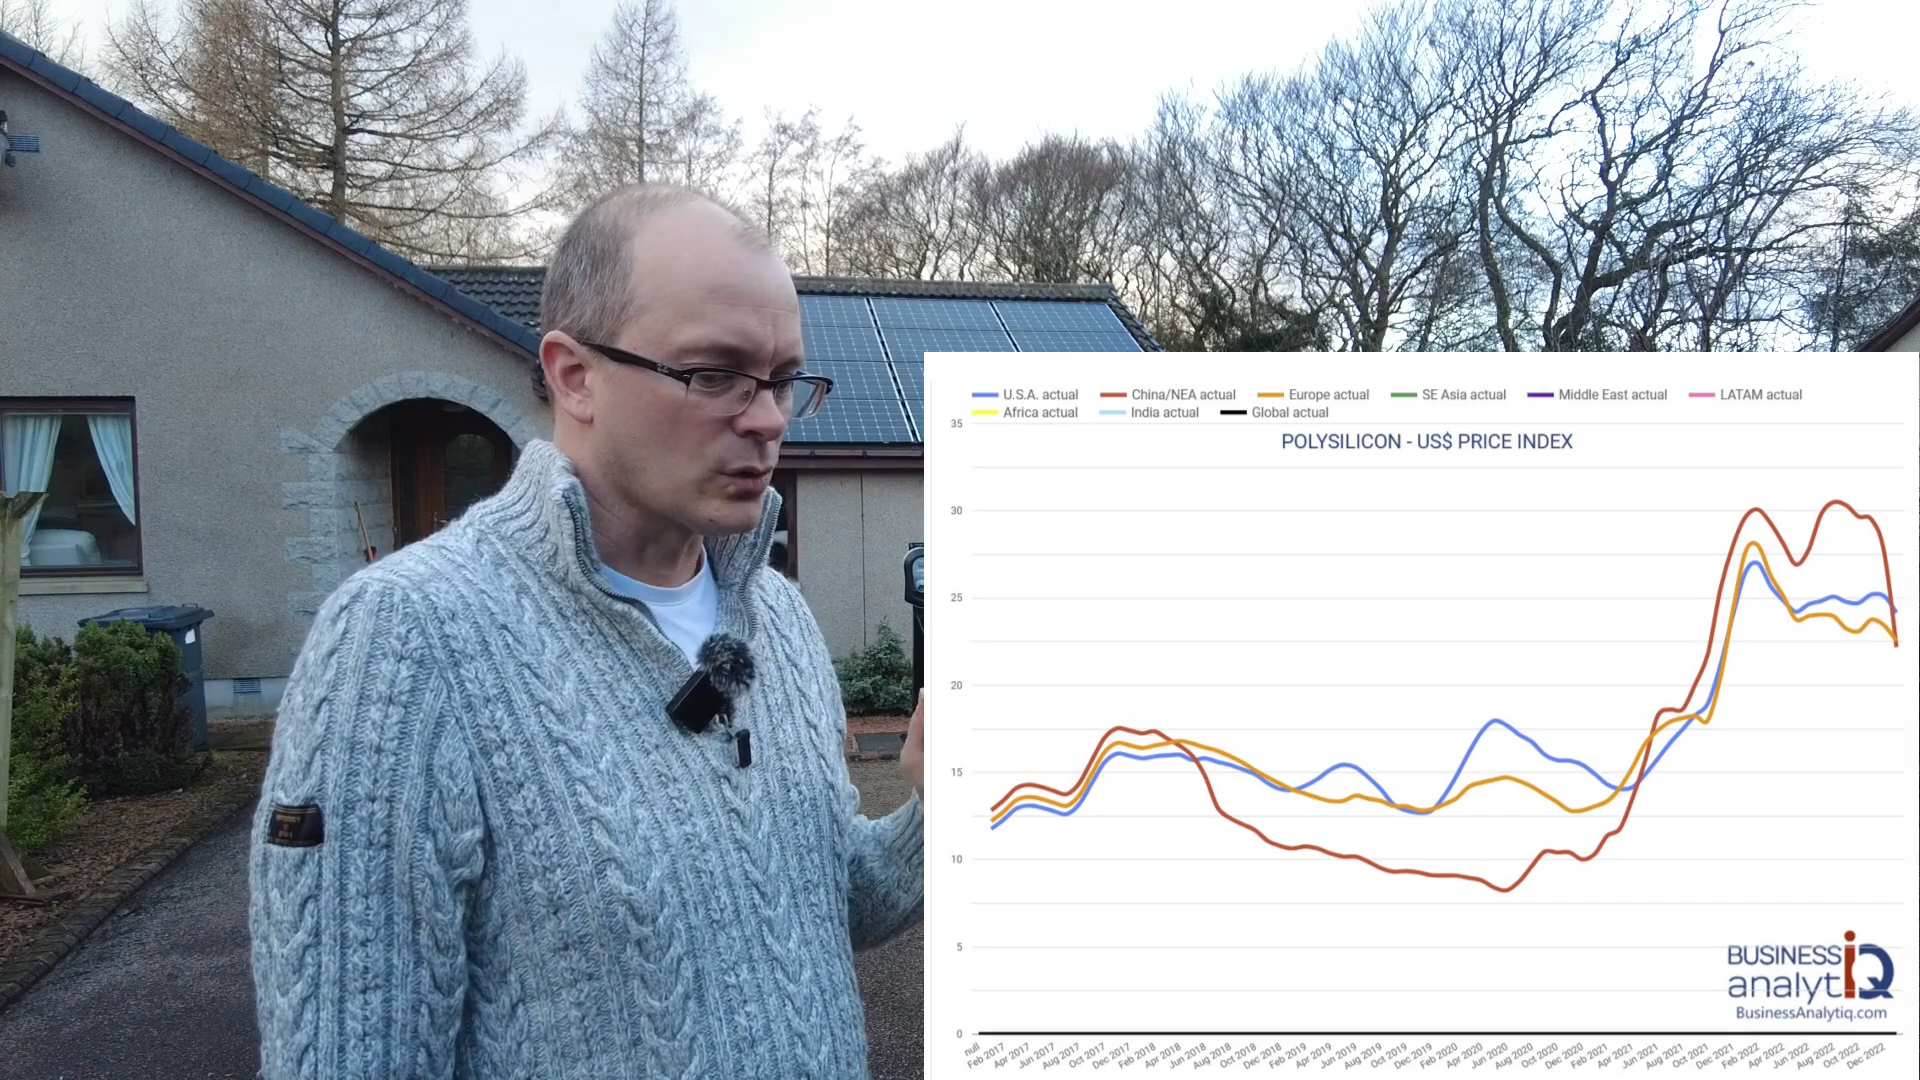 U.S.A. actual China/NEA actual Europe actual SE Asia actual Middle East actual LATAM actual
Africa actual India actual Global actual
POLYSILICON - US$ PRICE INDEX
35
30
25
20
15
10
5
0
null Feb 2017 Apr 2017 Jun 2017 Aug 2017 Oct 2017 Dec 2017 Feb 2018 Apr 2018 Jun 2018 Aug 2018 Oct 2018 Dec 2018 Feb 2019 Apr 2019 Jun 2019 Aug 2019 Oct 2019 Dec 2019 Feb 2020 Apr 2020 Jun 2020 Aug 2020 Oct 2020 Dec 2020 Feb 2021 Apr 2021 Jun 2021 Aug 2021 Oct 2021 Dec 2021 Feb 2022 Apr 2022 Jun 2022 Aug 2022 Oct 2022 Dec 2022
BUSINESS
analytiQ
BusinessAnalytiq.com